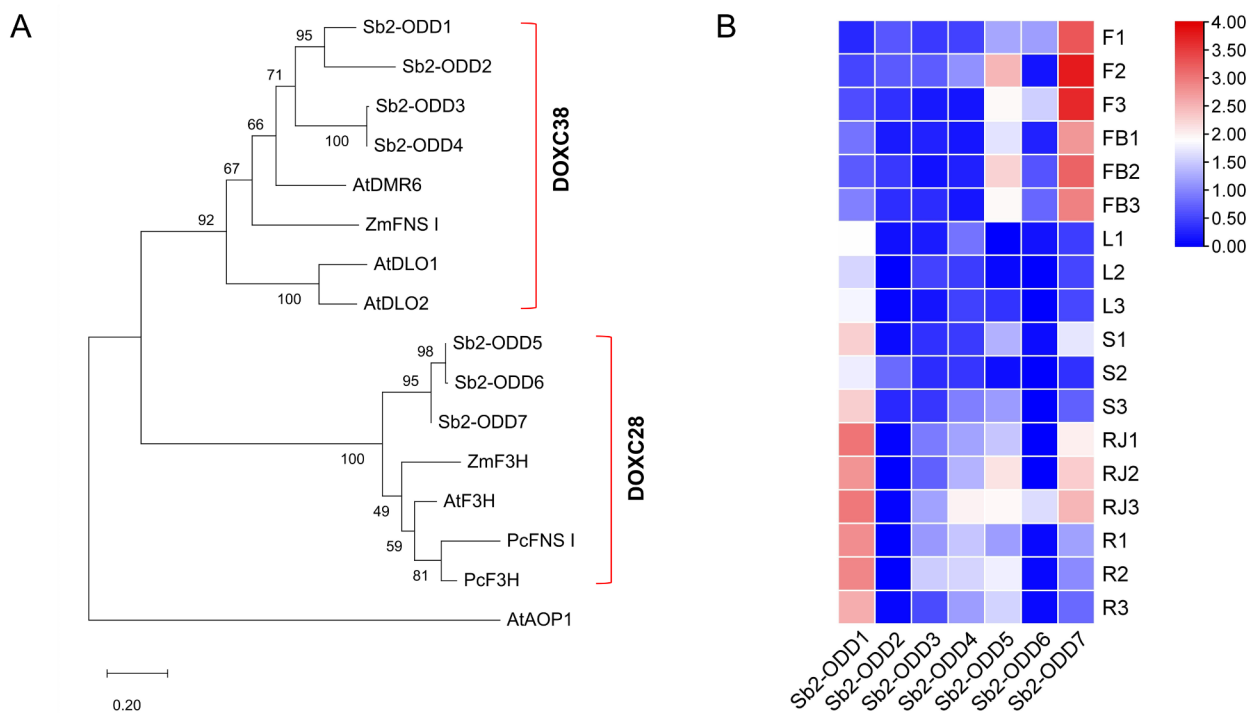 A
Sb2-ODD1
95
Sb2-ODD2
71
Sb2-ODD3
100
Sb2-ODD4
66
AtDMR6
67
ZmFNS I
92
AtDLO1
100
AtDLO2
DOXC38
Sb2-ODD5
98
Sb2-ODD6
95
Sb2-ODD7
100
ZmF3H
49
AtF3H
59
PcFNS I
81
PcF3H
DOXC28
AtAOP1
0.20
B
F1
F2
F3
FB1
FB2
FB3
L1
L2
L3
S1
S2
S3
RJ1
RJ2
RJ3
R1
R2
R3
Sb2-ODD1
Sb2-ODD2
Sb2-ODD3
Sb2-ODD4
Sb2-ODD5
Sb2-ODD6
Sb2-ODD7
4.00
3.50
3.00
2.50
2.00
1.50
1.00
0.50
0.00